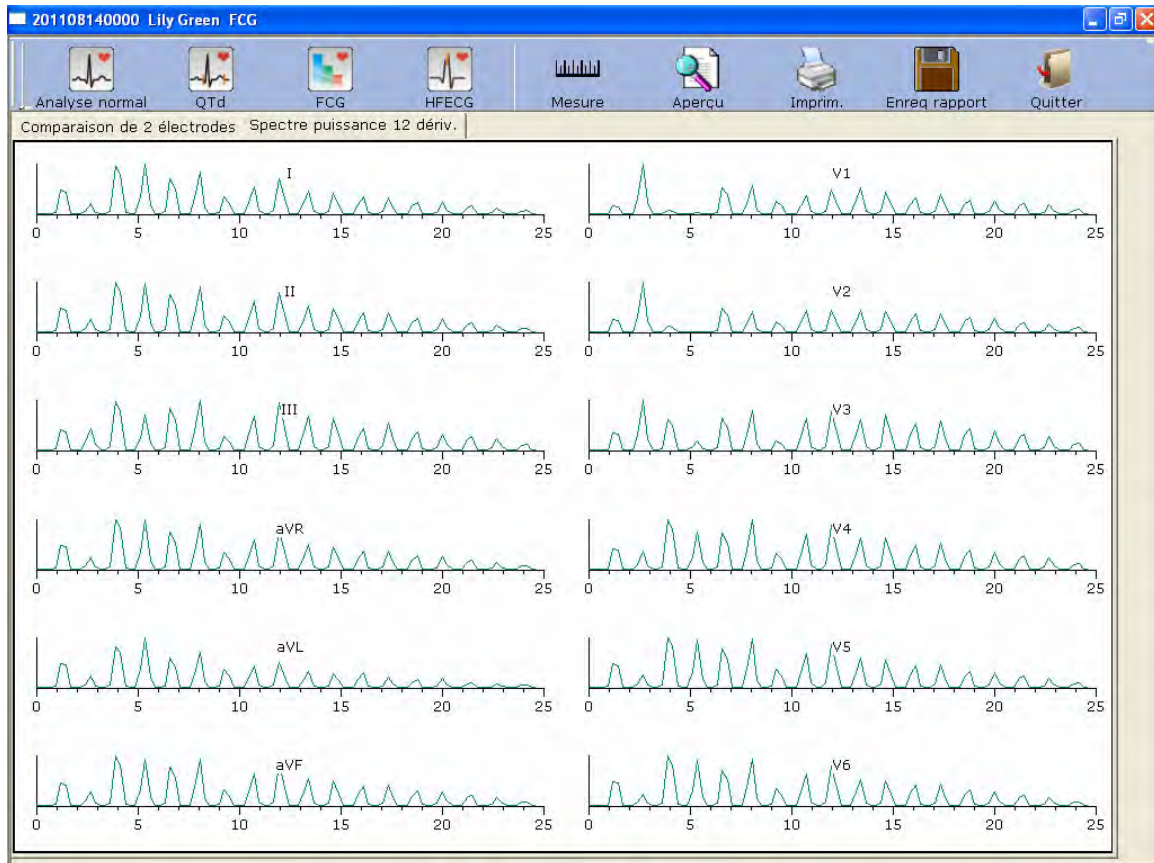 201108140000 Lily Green FCG
Analyse normal QTd FCG HFECG Mesure Aperçu Imprim. Enreq rapport Quitter
Comparaison de 2 électrodes Spectre puissance 12 dériv.
I V1
0 5 10 15 20 25 0 5 10 15 20 25
II V2
0 5 10 15 20 25 0 5 10 15 20 25
III V3
0 5 10 15 20 25 0 5 10 15 20 25
aVR V4
0 5 10 15 20 25 0 5 10 15 20 25
aVL V5
0 5 10 15 20 25 0 5 10 15 20 25
aVF V6
0 5 10 15 20 25 0 5 10 15 20 25